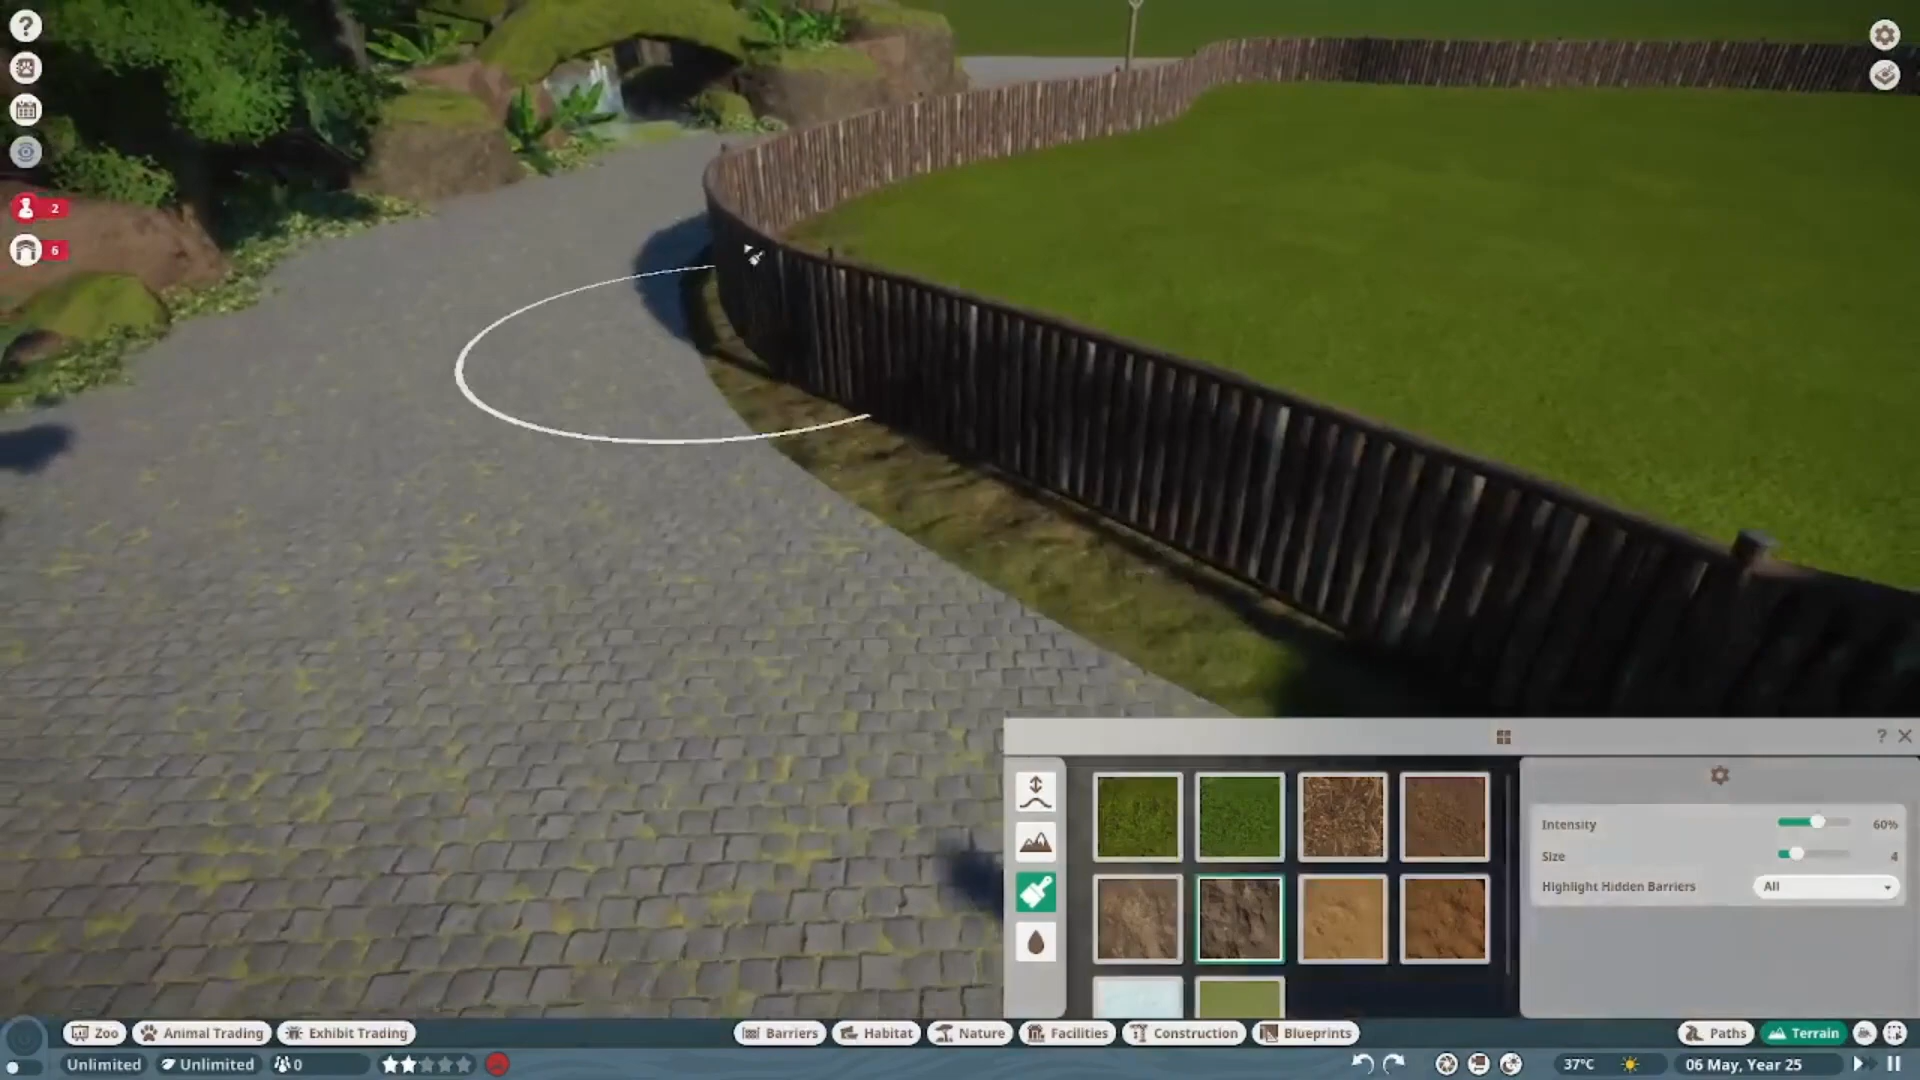 ?
2
6
?
Intensity 60%
Size 4
Highlight Hidden Barriers All
Zoo Animal Trading Exhibit Trading Barriers Habitat Nature Facilities Construction Blueprints Paths Terrain
Unlimited Unlimited 0 37°C 06 May, Year 25